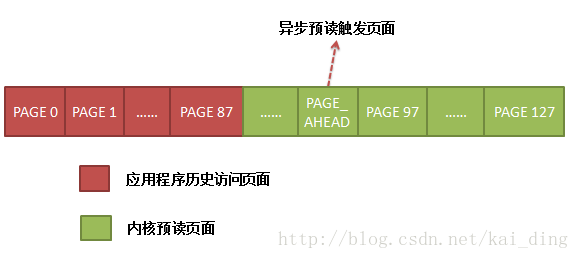 异步预读触发页面
PAGE 0 PAGE 1 ...... PAGE 87 ...... PAGE_ AHEAD PAGE 97 ...... PAGE 127
应用程序历史访问页面
内核预读页面
http://blog.csdn.net/kai_ding